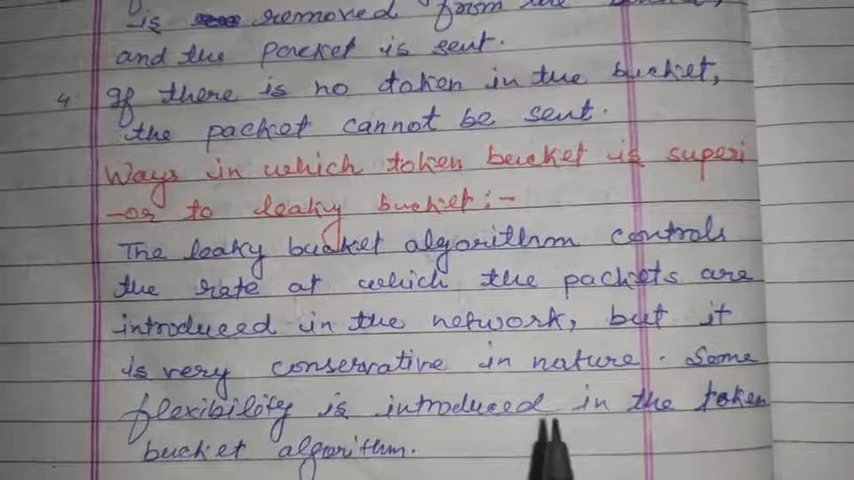 is removed from the
and the packet is sent.
4. If there is no token in the bucket,
the packet cannot be sent.
Ways in which token bucket is superi
-or to leaky bucket :-
The leaky bucket algorithm controls
the rate at which the packets are
introduced in the network, but it
is very conservative in nature. Some
flexibility is introduced in the token
bucket algorithm.